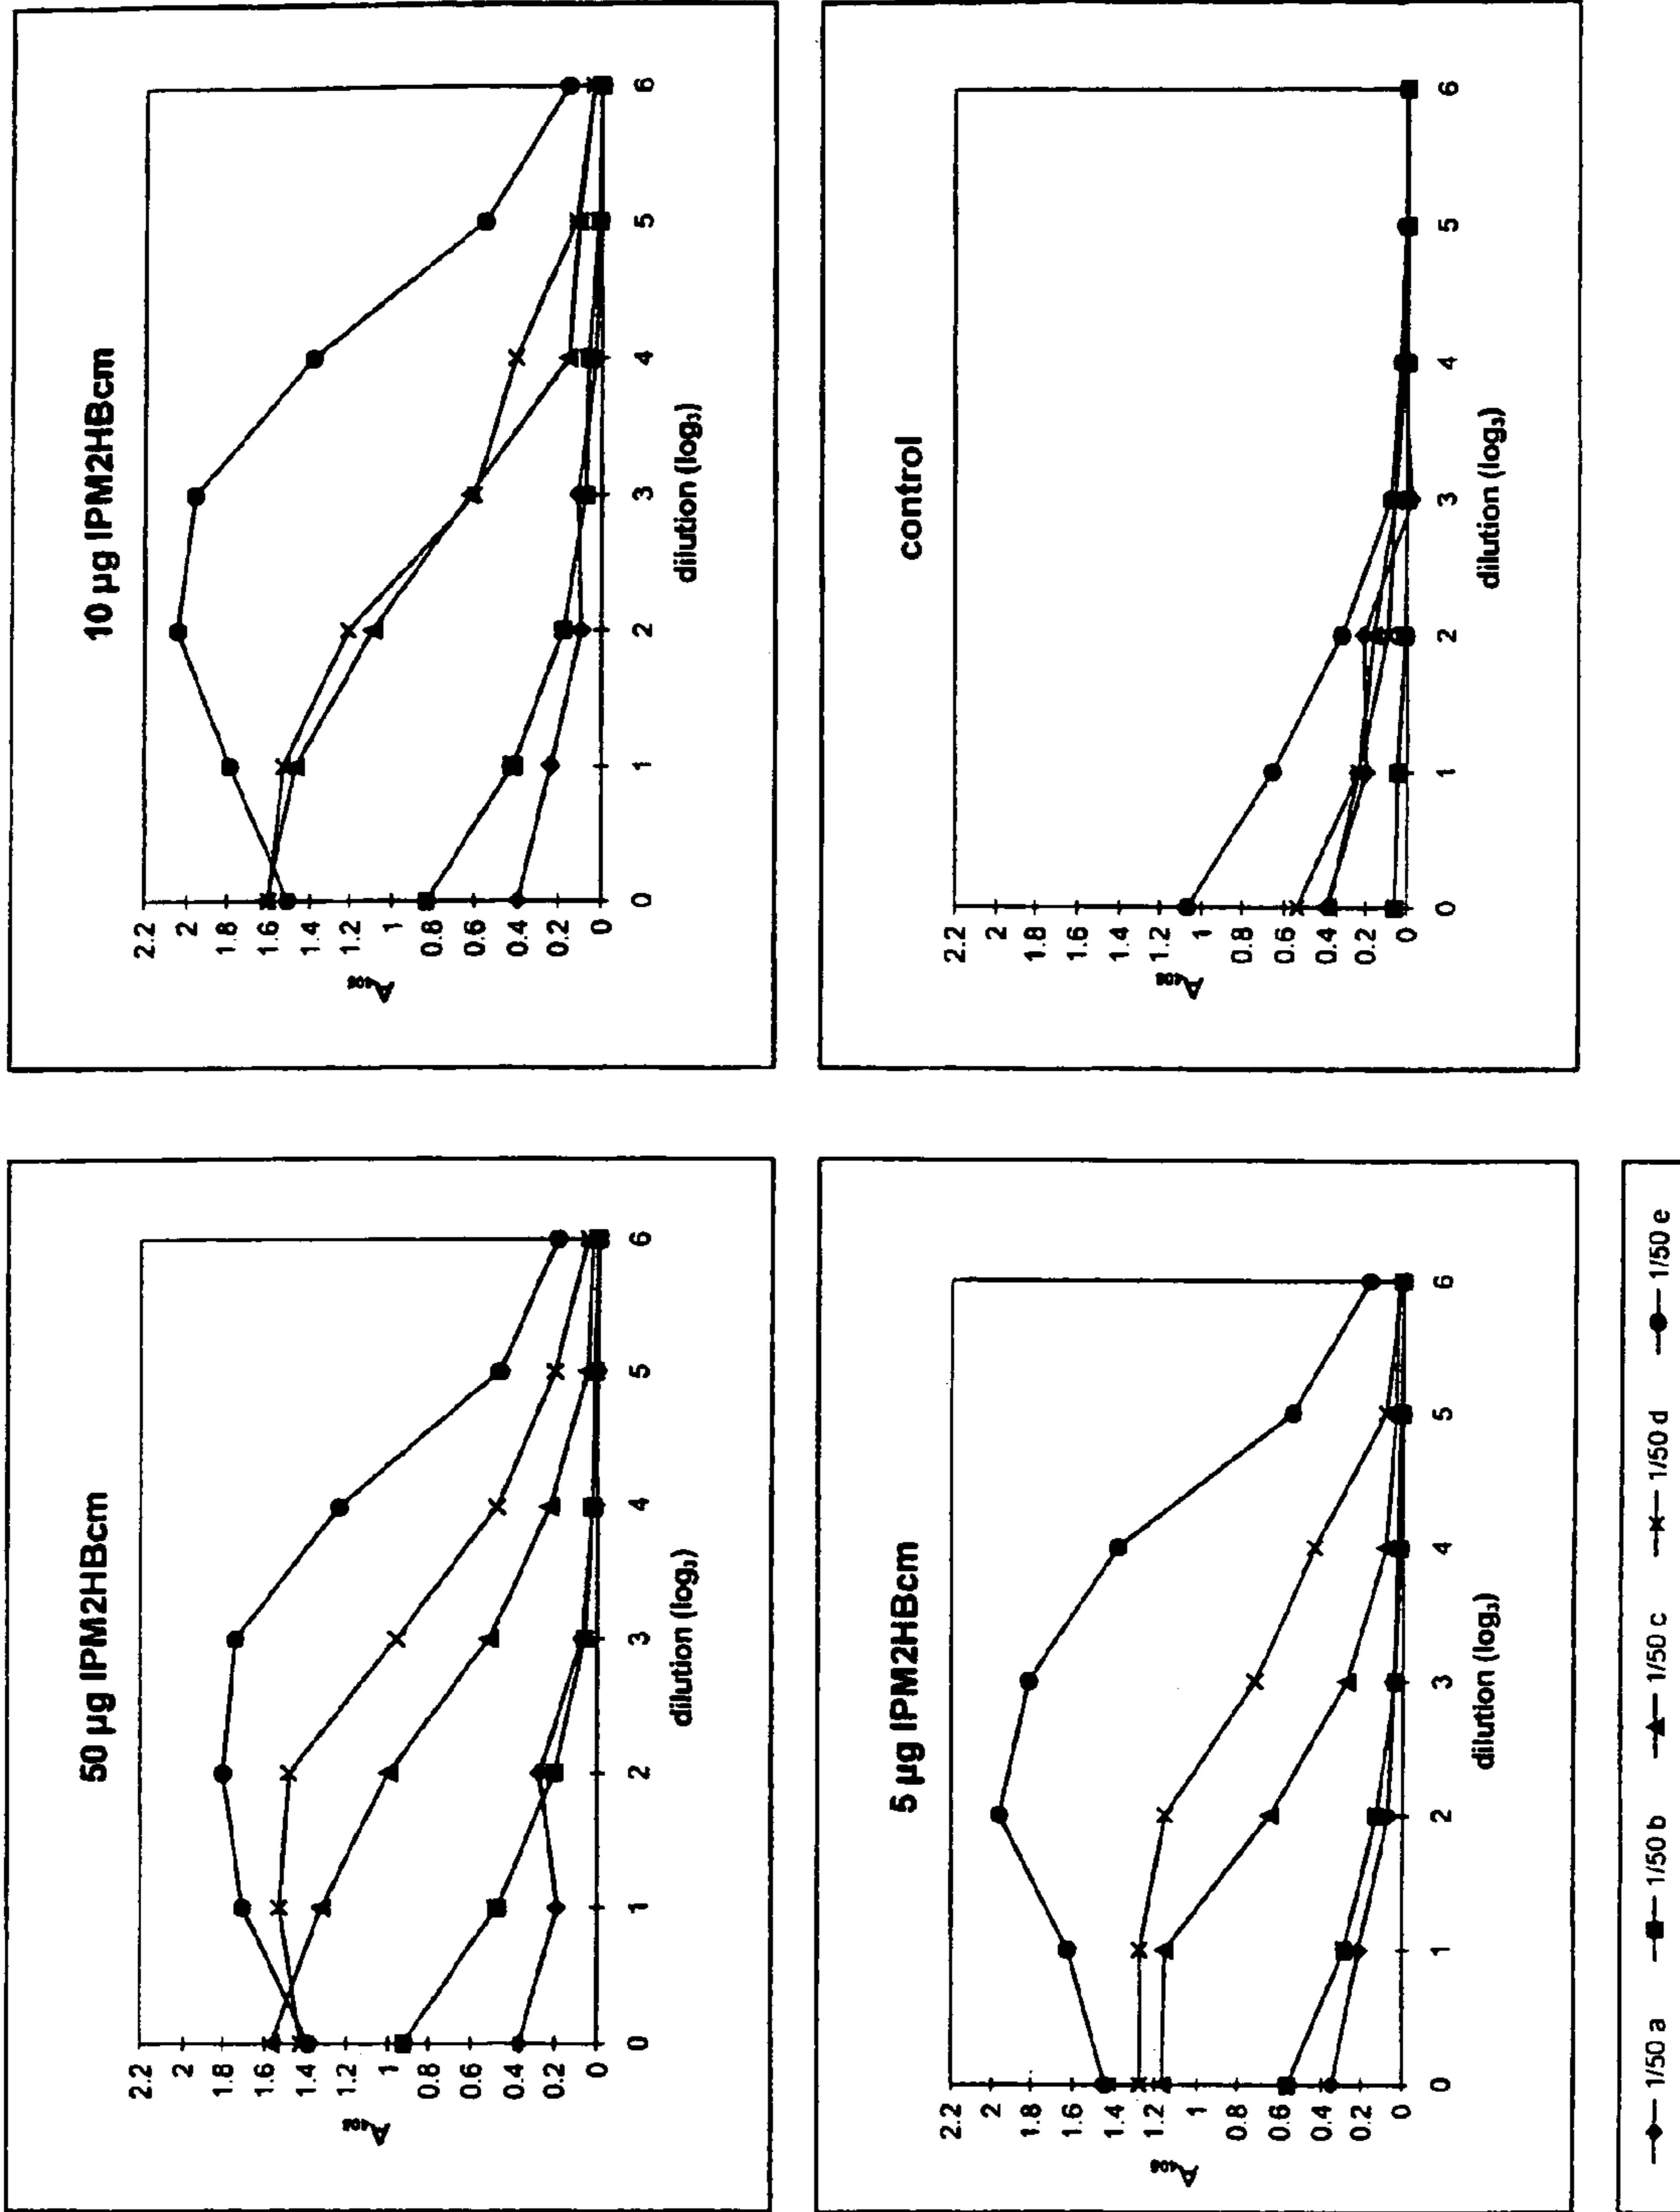 50 µg IPM2HBcm
A₄₀₅
2.2
2
1.8
1.6
1.4
1.2
1
0.8
0.6
0.4
0.2
0
0 1 2 3 4 5 6
dilution (log₃)
10 µg IPM2HBcm
A₄₀₅
2.2
2
1.8
1.6
1.4
1.2
1
0.8
0.6
0.4
0.2
0
0 1 2 3 4 5 6
dilution (log₃)
5 µg IPM2HBcm
A₄₀₅
2.2
2
1.8
1.6
1.4
1.2
1
0.8
0.6
0.4
0.2
0
0 1 2 3 4 5 6
dilution (log₃)
control
A₄₀₅
2.2
2
1.8
1.6
1.4
1.2
1
0.8
0.6
0.4
0.2
0
0 1 2 3 4 5 6
dilution (log₃)
1/50 a 1/50 b 1/50 c 1/50 d 1/50 e